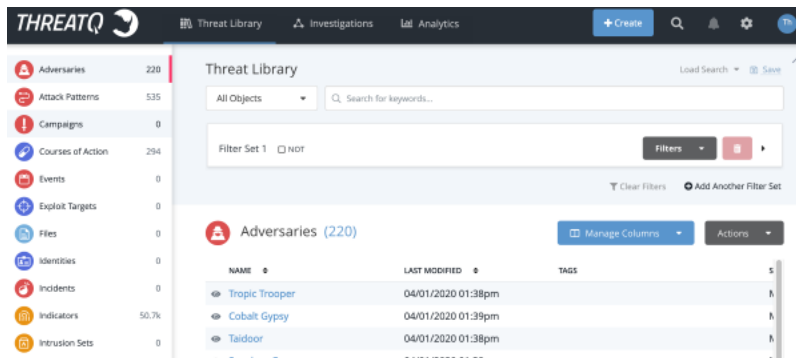 THREATQ
Threat Library
Investigations
Analytics
+ Create
Th
Adversaries 220
Attack Patterns 535
Campaigns 0
Courses of Action 294
Events 0
Exploit Targets 0
Files 0
Identities 0
Incidents 0
Indicators 50.7k
Intrusion Sets 0
Threat Library
Load Search
Save
All Objects
Search for keywords...
Filter Set 1
NOT
Filters
Clear Filters
Add Another Filter Set
Adversaries (220)
Manage Columns
Actions
NAME LAST MODIFIED TAGS S
Tropic Trooper 04/01/2020 01:38pm
Cobalt Gypsy 04/01/2020 01:39pm
Taidoor 04/01/2020 01:38pm